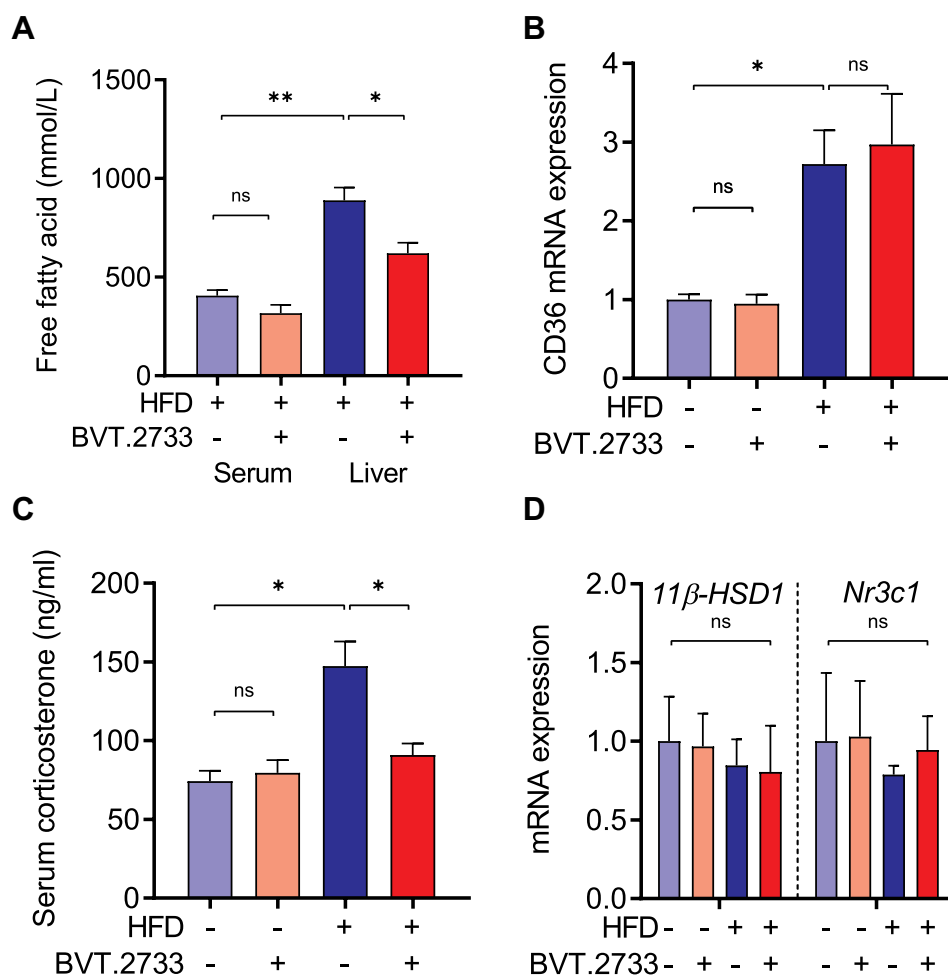 A
Free fatty acid (mmol/L)
1500
1000
500
0
**
*
ns
HFD + + + +
BVT.2733 - + - +
Serum Liver
B
CD36 mRNA expression
4
3
2
1
0
*
ns
ns
HFD - - + +
BVT.2733 - + - +
C
Serum corticosterone (ng/ml)
200
150
100
50
0
*
*
ns
HFD - - + +
BVT.2733 - + - +
D
mRNA expression
2.0
1.5
1.0
0.5
0.0
11β-HSD1 Nr3c1
ns ns
HFD - - + + - - + +
BVT.2733 - + - + - + - +